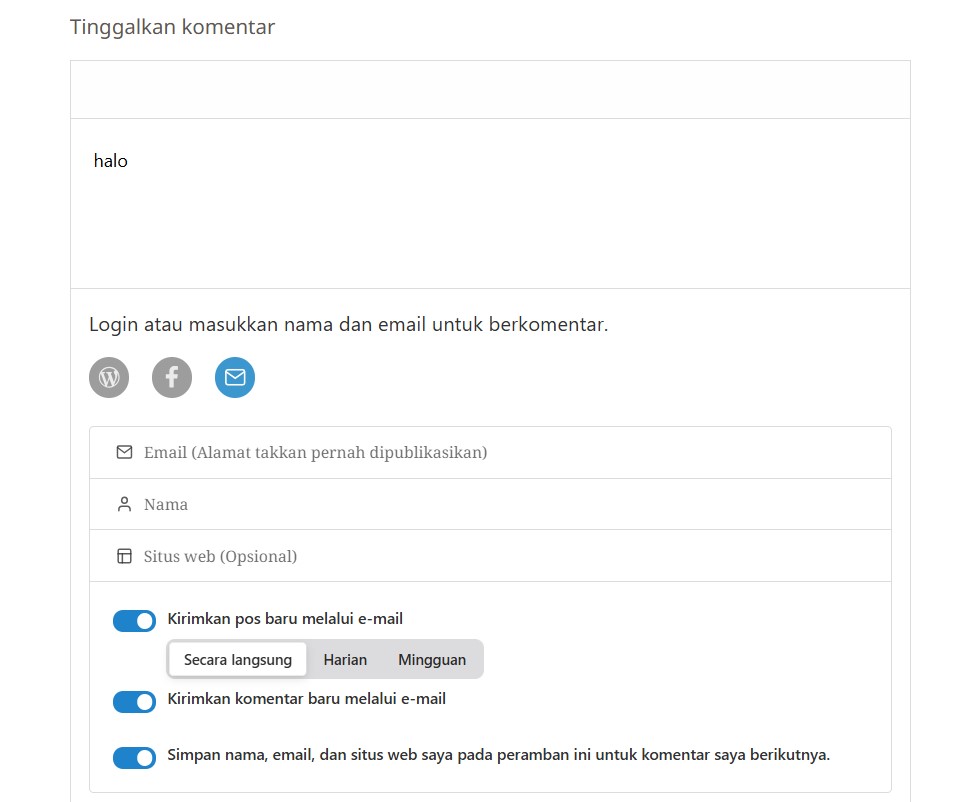 Tinggalkan komentar
halo
Login atau masukkan nama dan email untuk berkomentar.
Email (Alamat takkan pernah dipublikasikan)
Nama
Situs web (Opsional)
Kirimkan pos baru melalui e-mail
Secara langsung Harian Mingguan
Kirimkan komentar baru melalui e-mail
Simpan nama, email, dan situs web saya pada peramban ini untuk komentar saya berikutnya.